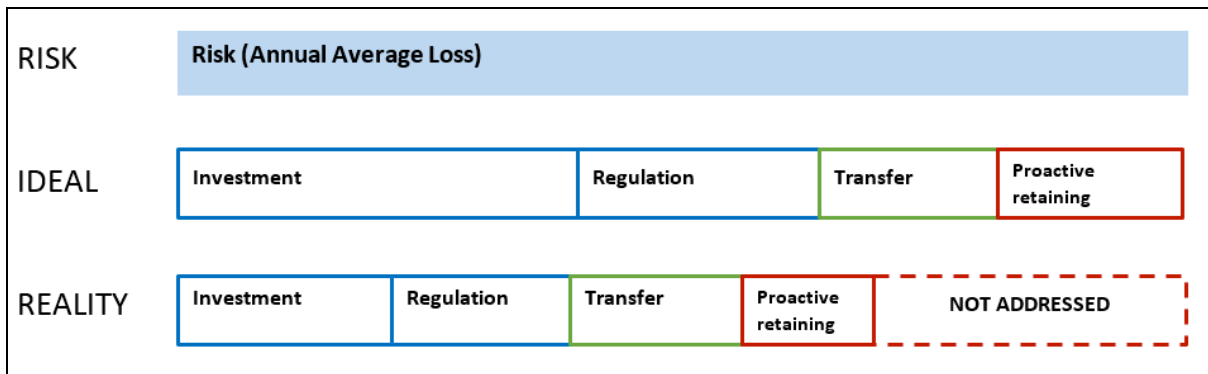 RISK
Risk (Annual Average Loss)
IDEAL
Investment
Regulation
Transfer
Proactive
retaining
REALITY
Investment
Regulation
Transfer
Proactive
retaining
NOT ADDRESSED